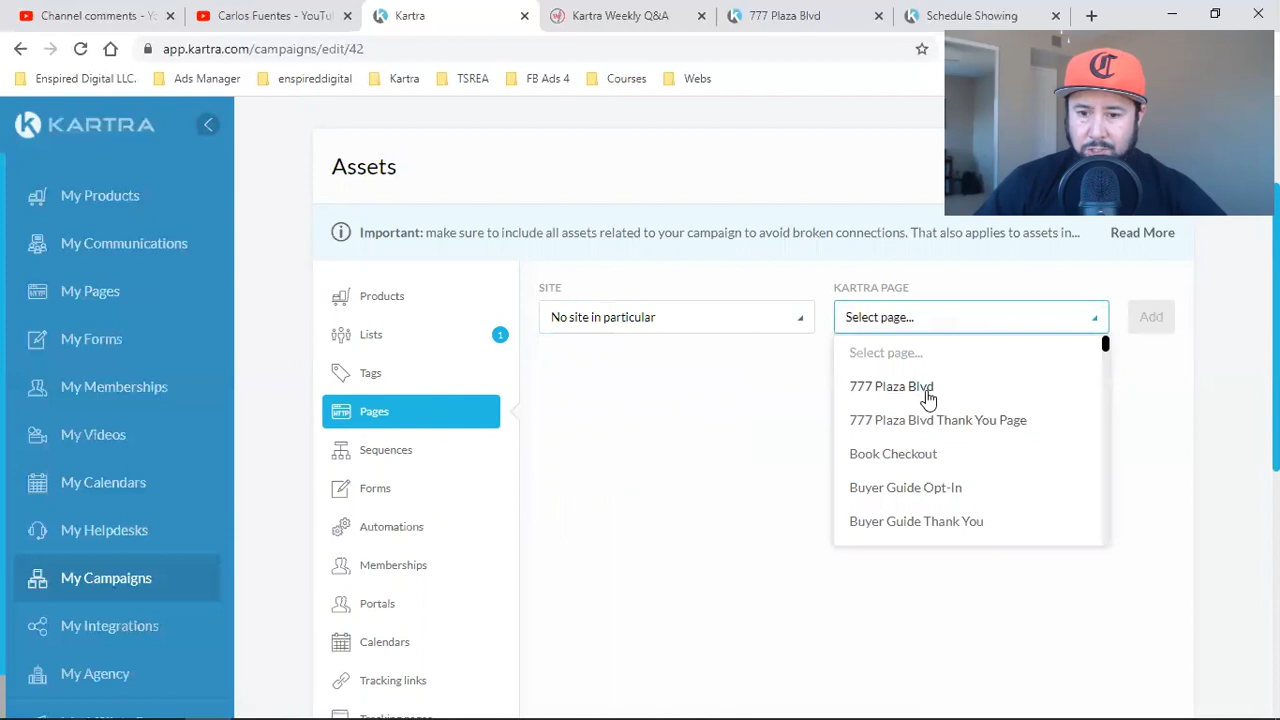 Channel comments - YouTube
Carlos Fuentes - YouTube
Kartra
Kartra Weekly Q&A
777 Plaza Blvd
Schedule Showing
app.kartra.com/campaigns/edit/42
Enspired Digital LLC.
Ads Manager
enspireddigital
Kartra
TSREA
FB Ads 4
Courses
Webs
KARTRA
My Products
My Communications
My Pages
My Forms
My Memberships
My Videos
My Calendars
My Helpdesks
My Campaigns
My Integrations
My Agency
Assets
Important: make sure to include all assets related to your campaign to avoid broken connections. That also applies to assets in...
Read More
Products
Lists
1
Tags
HTTP
Pages
Sequences
Forms
Automations
Memberships
Portals
Calendars
Tracking links
SITE
No site in particular
KARTRA PAGE
Select page...
Add
Select page...
777 Plaza Blvd
777 Plaza Blvd Thank You Page
Book Checkout
Buyer Guide Opt-In
Buyer Guide Thank You